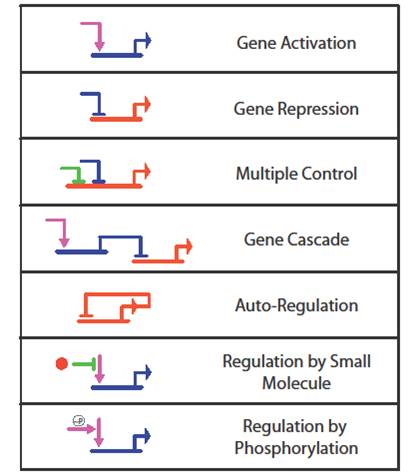 Gene Activation
Gene Repression
Multiple Control
Gene Cascade
Auto-Regulation
Regulation by Small
Molecule
~P
Regulation by
Phosphorylation